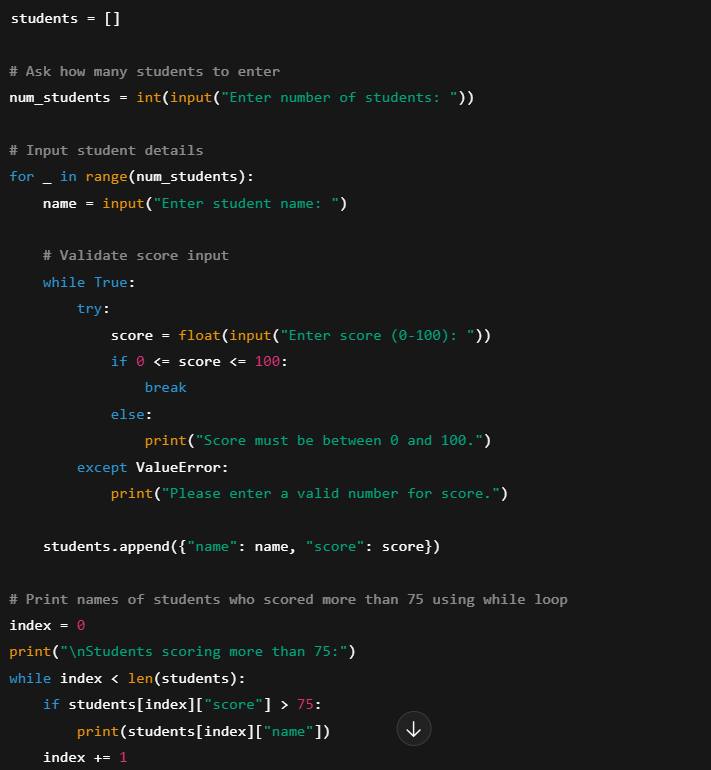 students = []
# Ask how many students to enter
num_students = int(input("Enter number of students: "))
# Input student details
for _ in range(num_students):
    name = input("Enter student name: ")
    # Validate score input
    while True:
        try:
            score = float(input("Enter score (0-100): "))
            if 0 <= score <= 100:
                break
            else:
                print("Score must be between 0 and 100.")
        except ValueError:
            print("Please enter a valid number for score.")
    students.append({"name": name, "score": score})
# Print names of students who scored more than 75 using while loop
index = 0
print("\nStudents scoring more than 75:")
while index < len(students):
    if students[index]["score"] > 75:
        print(students[index]["name"])
    index += 1